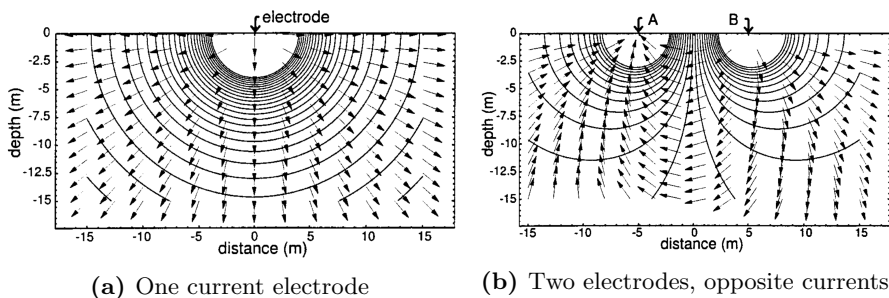 electrode
0
-2.5
-5
-7.5
-10
-12.5
-15
depth (m)
-15 -10 -5 0 5 10 15
distance (m)
(a) One current electrode
A B
0
-2.5
-5
-7.5
-10
-12.5
-15
depth (m)
-15 -10 -5 0 5 10 15
distance (m)
(b) Two electrodes, opposite currents